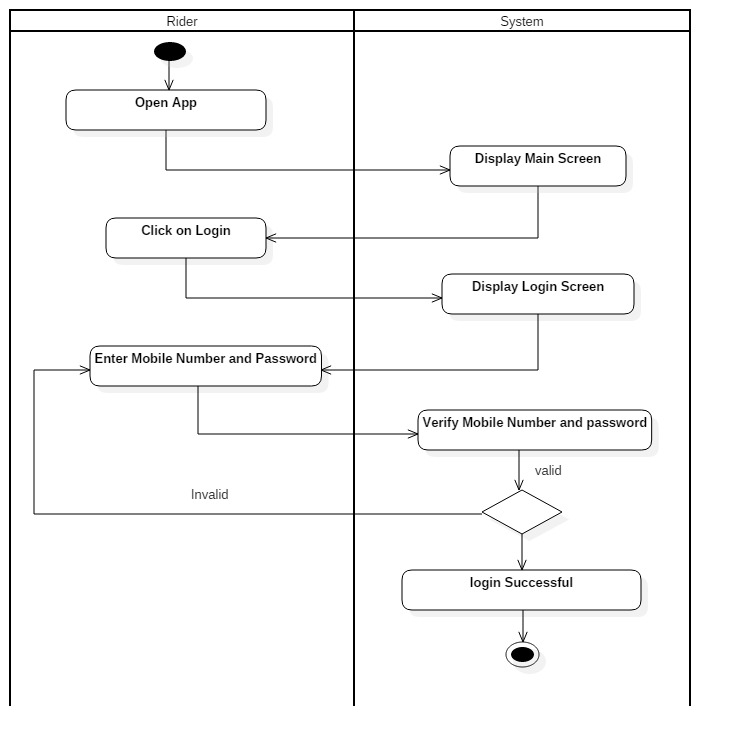 Rider
System
Open App
Display Main Screen
Click on Login
Display Login Screen
Enter Mobile Number and Password
Verify Mobile Number and password
valid
Invalid
login Successful